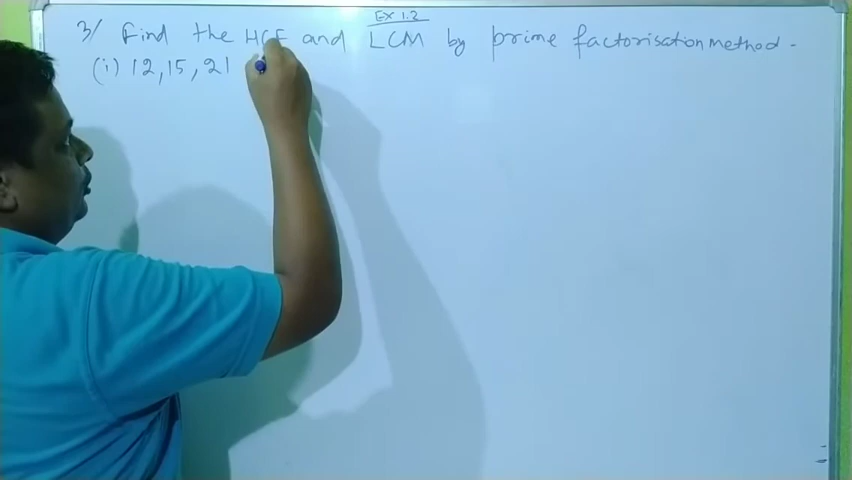 Ex 1.2
3/ Find the HCF and LCM by prime factorisation method.
(i) 12, 15, 21